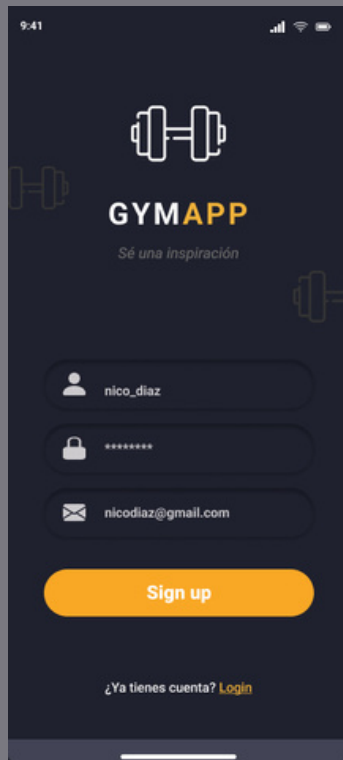 9:41
GYMAPP
Sé una inspiración
nico_diaz
********
nicodiaz@gmail.com
Sign up
¿Ya tienes cuenta? Login